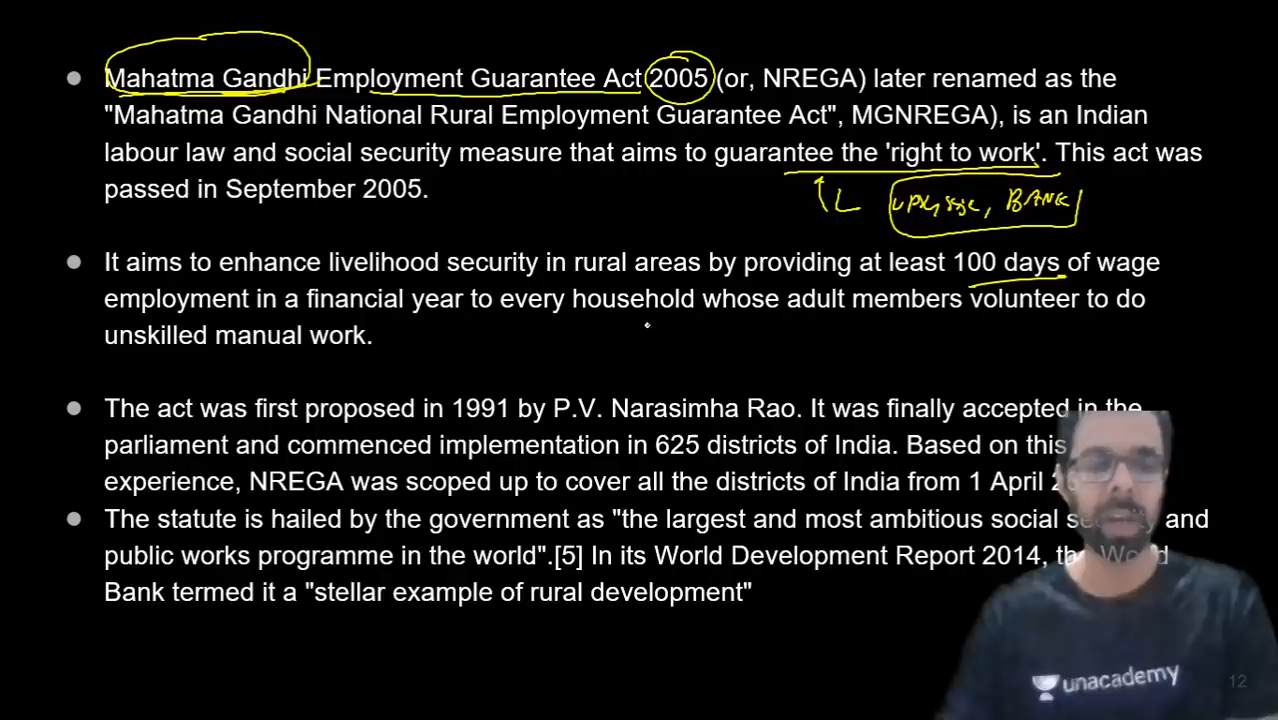 Mahatma Gandhi Employment Guarantee Act 2005 (or, NREGA) later renamed as the
"Mahatma Gandhi National Rural Employment Guarantee Act", MGNREGA), is an Indian
labour law and social security measure that aims to guarantee the 'right to work'. This act was
passed in September 2005.
UPSC, SSC, BANK
It aims to enhance livelihood security in rural areas by providing at least 100 days of wage
employment in a financial year to every household whose adult members volunteer to do
unskilled manual work.
The act was first proposed in 1991 by P.V. Narasimha Rao. It was finally accepted in the
parliament and commenced implementation in 625 districts of India. Based on this
experience, NREGA was scoped up to cover all the districts of India from 1 April
The statute is hailed by the government as "the largest and most ambitious social security and
public works programme in the world".[5] In its World Development Report 2014, the World
Bank termed it a "stellar example of rural development"
unacademy
12